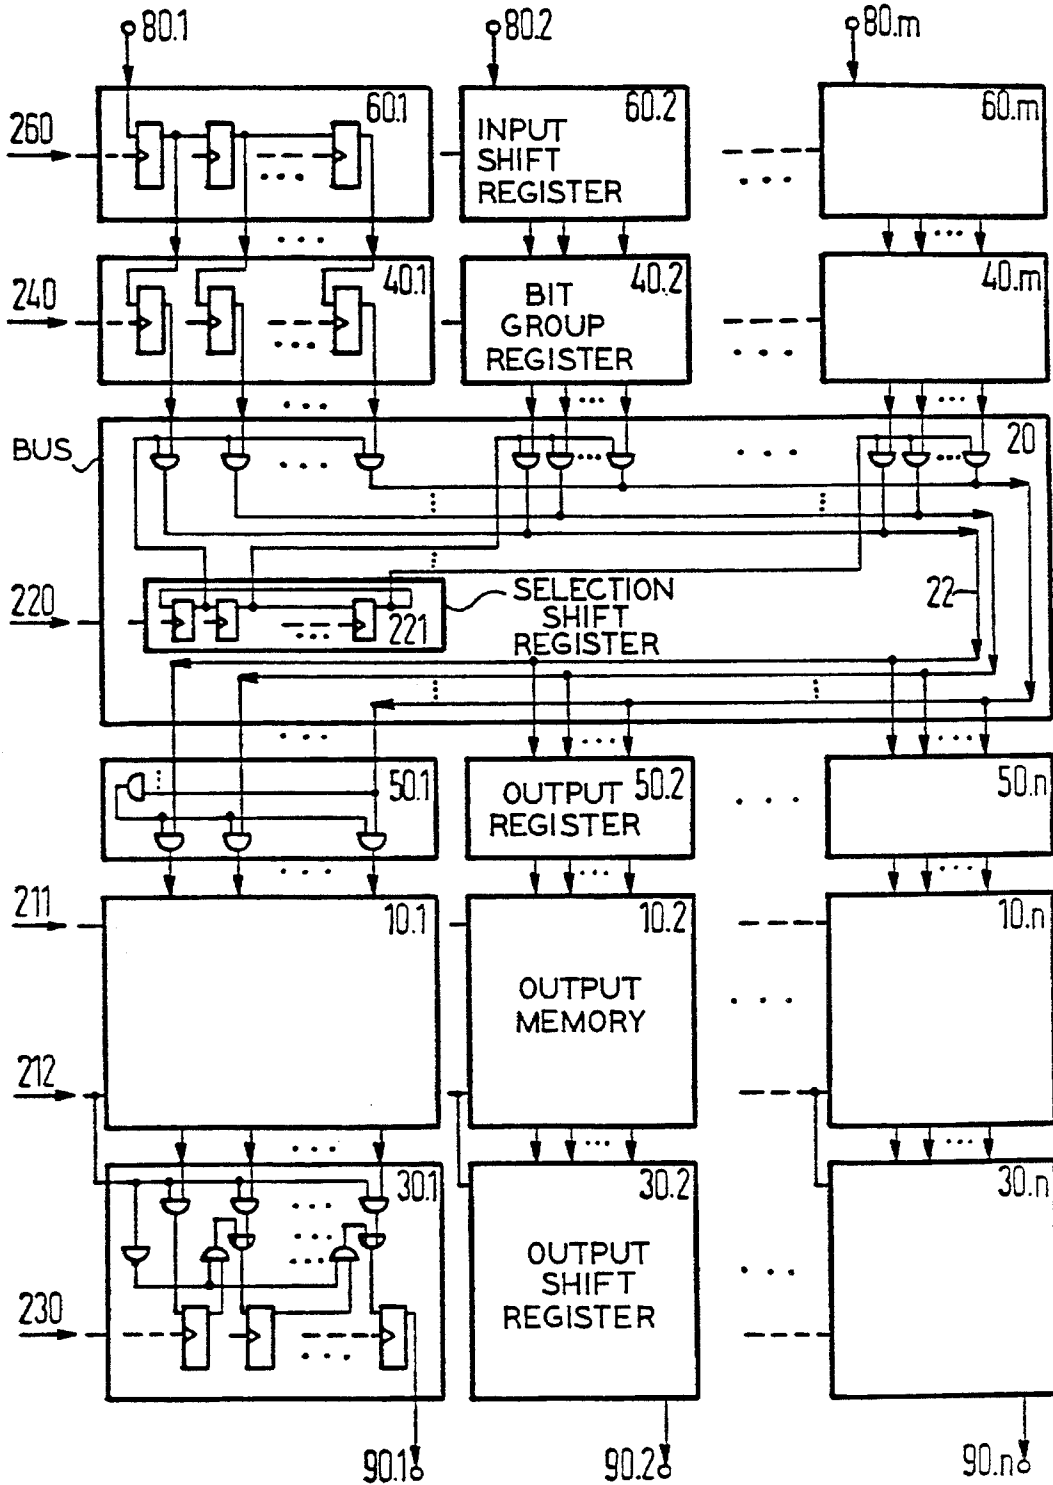 80.1 80.2 80.m
60.1 60.2 60.m
260
INPUT
SHIFT
REGISTER
40.1 40.2 40.m
240
BIT
GROUP
REGISTER
BUS
20
220
221
SELECTION
SHIFT
REGISTER
22
50.1 50.2 50.n
OUTPUT
REGISTER
211
10.1 10.2 10.n
OUTPUT
MEMORY
212
30.1 30.2 30.n
OUTPUT
SHIFT
REGISTER
230
90.1 90.2 90.n